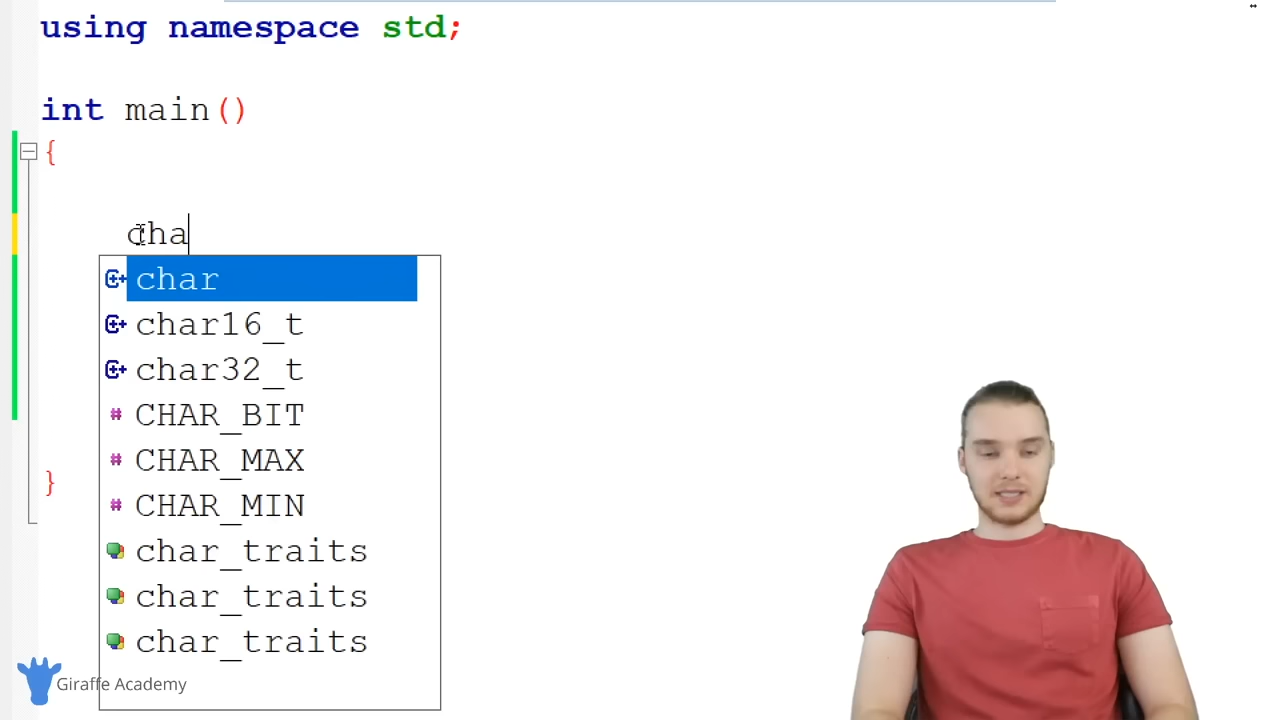 using namespace std;
int main()
{
cha
char
char16_t
char32_t
CHAR_BIT
CHAR_MAX
CHAR_MIN
char_traits
char_traits
char_traits
}
Giraffe Academy